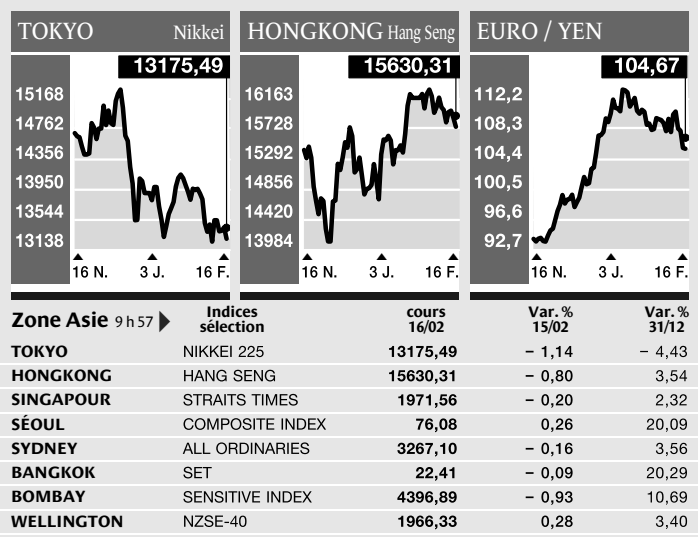 TOKYO Nikkei
13175,49
15168
14762
14356
13950
13544
13138
16 N. 3 J. 16 F.
HONGKONG Hang Seng
15630,31
16163
15728
15292
14856
14420
13984
16 N. 3 J. 16 F.
EURO / YEN
104,67
112,2
108,3
104,4
100,5
96,6
92,7
16 N. 3 J. 16 F.
Zone Asie 9 h 57 Indices sélection cours 16/02 Var. % 15/02 Var. % 31/12
TOKYO NIKKEI 225 13175,49 – 1,14 – 4,43
HONGKONG HANG SENG 15630,31 – 0,80 3,54
SINGAPOUR STRAITS TIMES 1971,56 – 0,20 2,32
SÉOUL COMPOSITE INDEX 76,08 0,26 20,09
SYDNEY ALL ORDINARIES 3267,10 – 0,16 3,56
BANGKOK SET 22,41 – 0,09 20,29
BOMBAY SENSITIVE INDEX 4396,89 – 0,93 10,69
WELLINGTON NZSE-40 1966,33 0,28 3,40